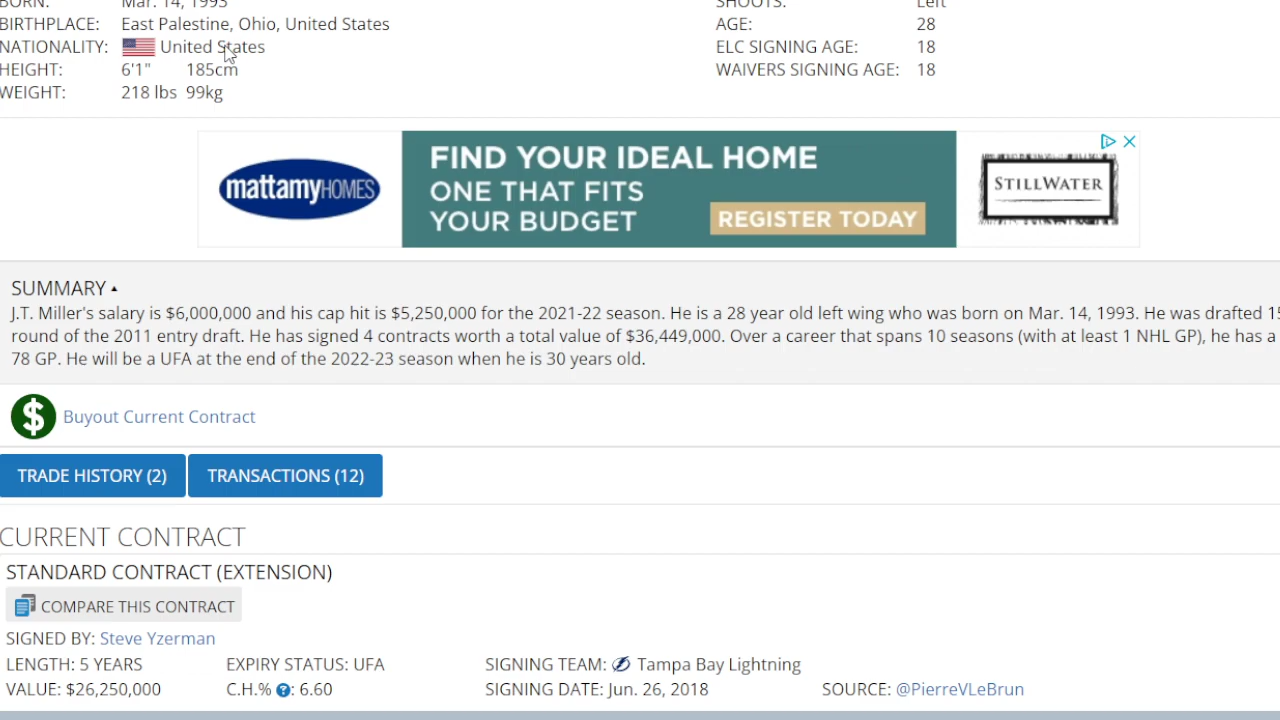 BORN: Mar. 14, 1993 SHOOTS: Left
BIRTHPLACE: East Palestine, Ohio, United States AGE: 28
NATIONALITY: United States ELC SIGNING AGE: 18
HEIGHT: 6'1" 185cm WAIVERS SIGNING AGE: 18
WEIGHT: 218 lbs 99kg
mattamyHOMES
FIND YOUR IDEAL HOME
ONE THAT FITS
YOUR BUDGET
REGISTER TODAY
STILLWATER
SUMMARY
J.T. Miller's salary is $6,000,000 and his cap hit is $5,250,000 for the 2021-22 season. He is a 28 year old left wing who was born on Mar. 14, 1993. He was drafted
round of the 2011 entry draft. He has signed 4 contracts worth a total value of $36,449,000. Over a career that spans 10 seasons (with at least 1 NHL GP), he has a
78 GP. He will be a UFA at the end of the 2022-23 season when he is 30 years old.
$ Buyout Current Contract
TRADE HISTORY (2) TRANSACTIONS (12)
CURRENT CONTRACT
STANDARD CONTRACT (EXTENSION)
COMPARE THIS CONTRACT
SIGNED BY: Steve Yzerman
LENGTH: 5 YEARS EXPIRY STATUS: UFA SIGNING TEAM: Tampa Bay Lightning
VALUE: $26,250,000 C.H.% ?: 6.60 SIGNING DATE: Jun. 26, 2018 SOURCE: @PierreVLeBrun